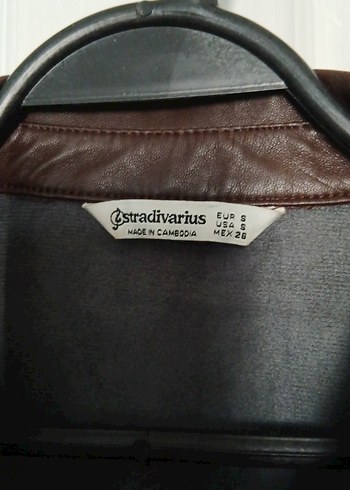 stradivarius
MADE IN CAMBODIA
EUR S
USA S
MEX 26